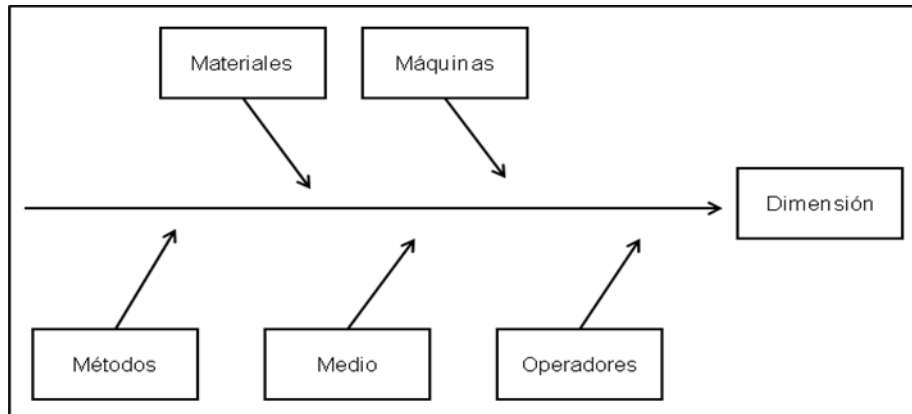 Materiales
Máquinas
Dimensión
Métodos
Medio
Operadores